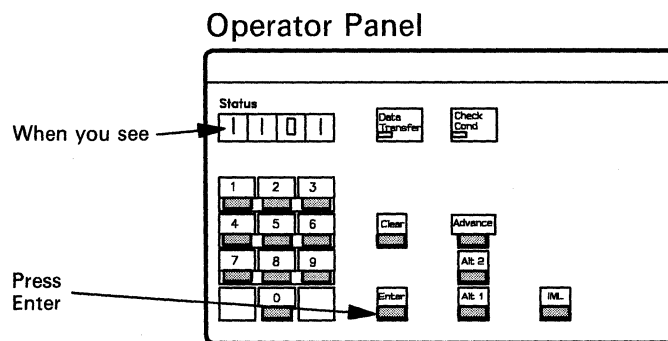 Operator Panel
Status
When you see
1 1 0 1
Data
Transfer
Check
Cond
1 2 3
4 5 6
Clear
Advance
7 8 9
Alt 2
Press
Enter
0
Enter
Alt 1
IML